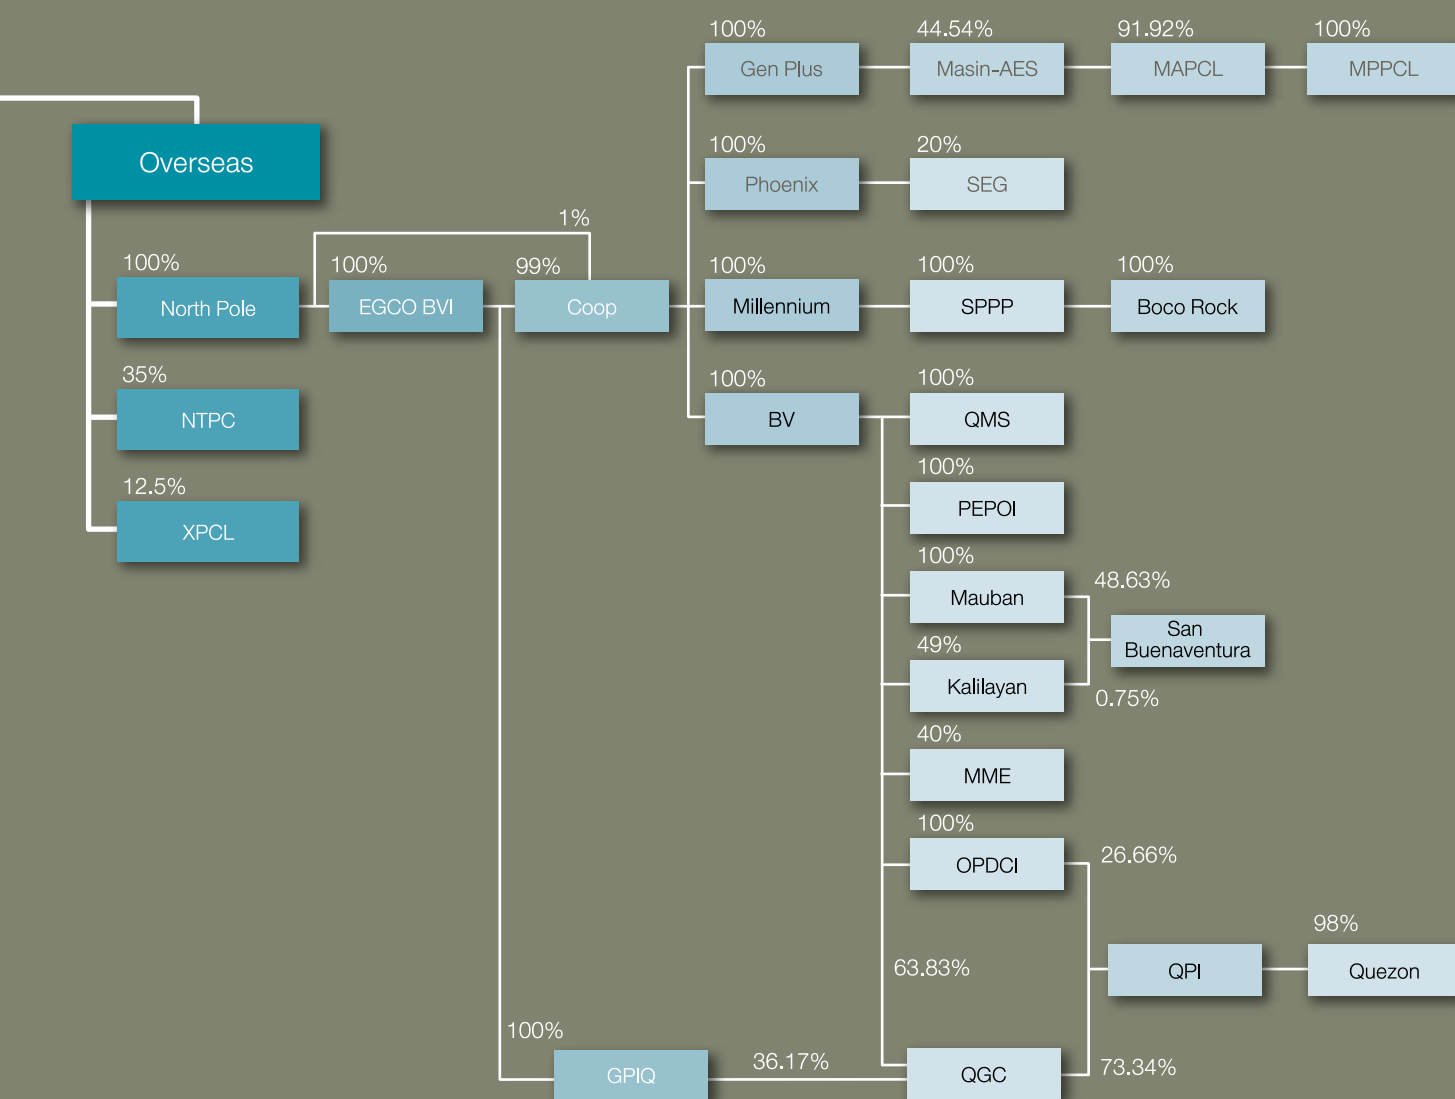 100%
Gen Plus
44.54%
Masin-AES
91.92%
MAPCL
100%
MPPCL
Overseas
100%
Phoenix
20%
SEG
1%
100%
North Pole
100%
EGCO BVI
99%
Coop
100%
Millennium
100%
SPPP
100%
Boco Rock
35%
NTPC
100%
BV
100%
QMS
12.5%
XPCL
100%
PEPOI
100%
Mauban
48.63%
San
Buenaventura
49%
Kalilayan
0.75%
40%
MME
100%
OPDCI
26.66%
63.83%
QPI
98%
Quezon
100%
GPIQ
36.17%
QGC
73.34%